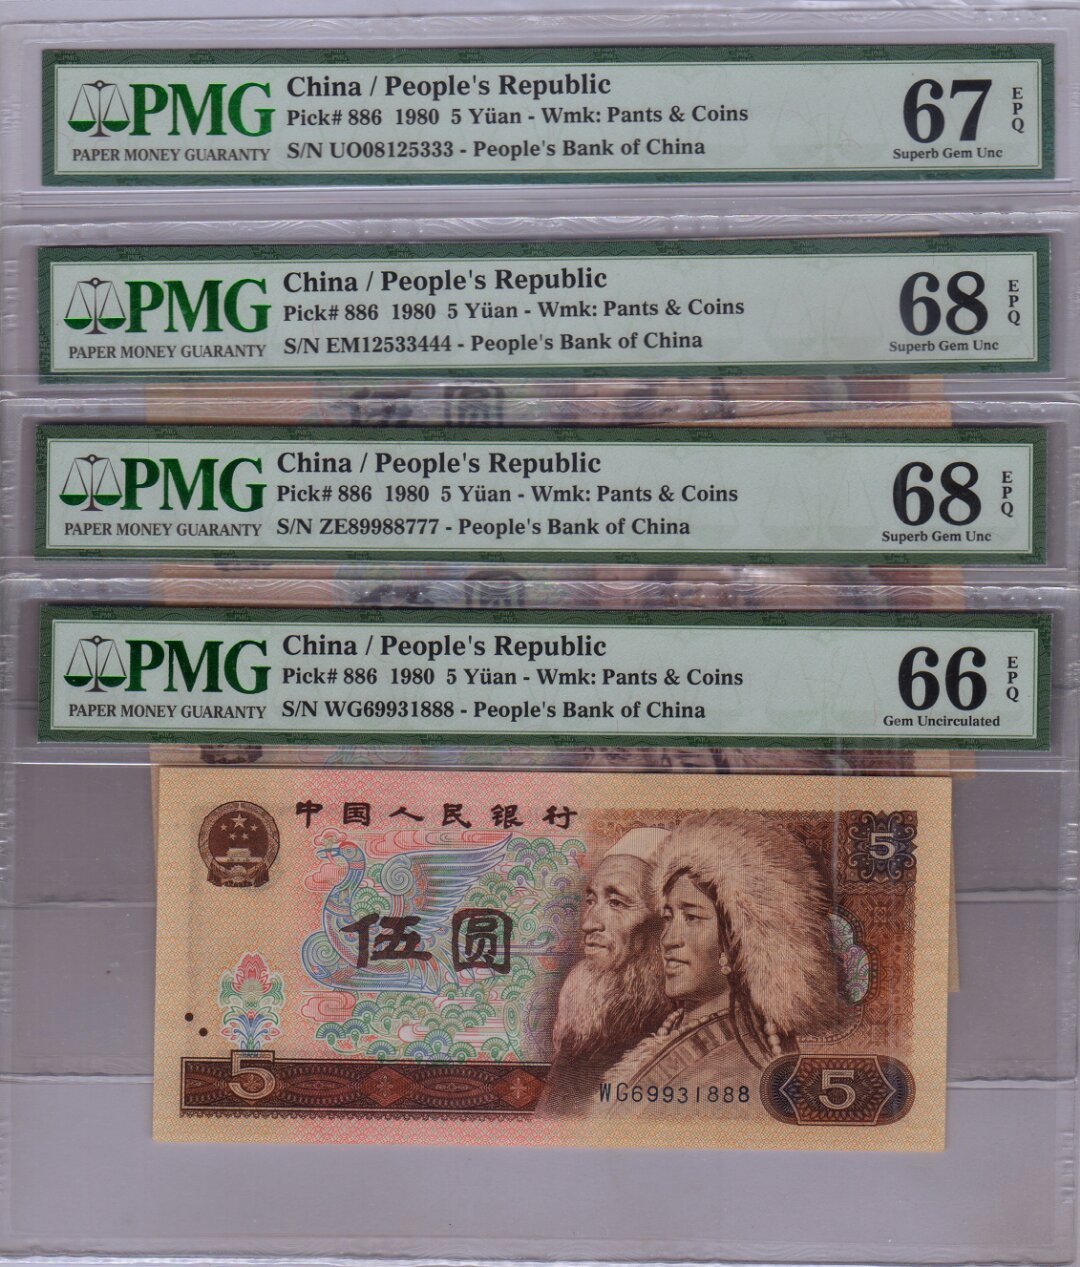 PMG
PAPER MONEY GUARANTY
China / People's Republic
Pick# 886 1980 5 Yüan - Wmk: Pants & Coins
S/N UO08125333 - People's Bank of China
67
EPQ
Superb Gem Unc
PMG
PAPER MONEY GUARANTY
China / People's Republic
Pick# 886 1980 5 Yüan - Wmk: Pants & Coins
S/N EM12533444 - People's Bank of China
68
EPQ
Superb Gem Unc
伍圆
PMG
PAPER MONEY GUARANTY
China / People's Republic
Pick# 886 1980 5 Yüan - Wmk: Pants & Coins
S/N ZE89988777 - People's Bank of China
68
EPQ
Superb Gem Unc
PMG
PAPER MONEY GUARANTY
China / People's Republic
Pick# 886 1980 5 Yüan - Wmk: Pants & Coins
S/N WG69931888 - People's Bank of China
66
EPQ
Gem Uncirculated
中国人民银行
5
伍圆
5
WG69931888
5